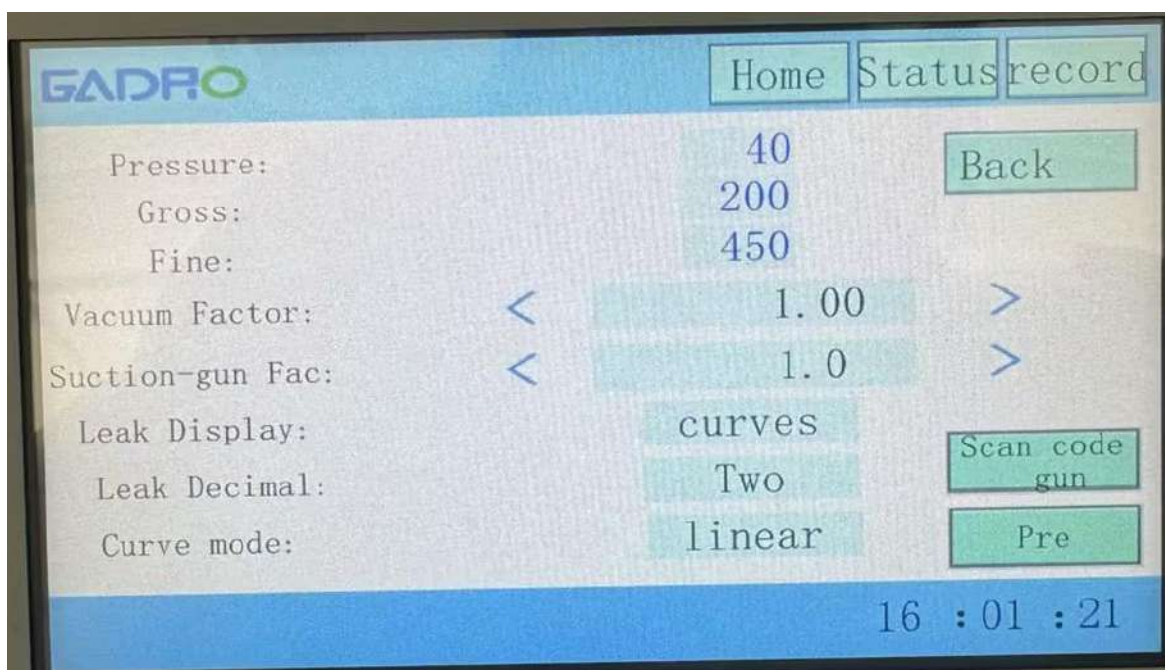 GADRO Home Status record
Pressure: 40 Back
Gross: 200
Fine: 450
Vacuum Factor: < 1.00 >
Suction-gun Fac: < 1.0 >
Leak Display: curves
Leak Decimal: Two Scan code gun
Curve mode: linear Pre
16 :01 :21